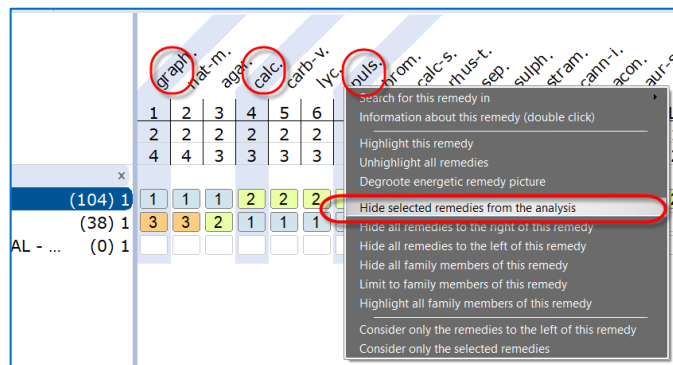 graph. nat-m. agar. calc. carb-v. lyc. puls. brom. calc-s. rhus-t. sep. sulph. stram. cann-i. acon.
1 2 3 4 5 6
2 2 2 2 2 2
4 4 3 3 3 3
x
(104) 1 1 1 1 2 2 2
(38) 1 3 3 2 1 1 1
AL - ... (0) 1
Search for this remedy in
Information about this remedy (double click)
Highlight this remedy
Unhighlight all remedies
Degroote energetic remedy picture
Hide selected remedies from the analysis
Hide all remedies to the right of this remedy
Hide all remedies to the left of this remedy
Hide all family members of this remedy
Limit to family members of this remedy
Highlight all family members of this remedy
Consider only the remedies to the left of this remedy
Consider only the selected remedies